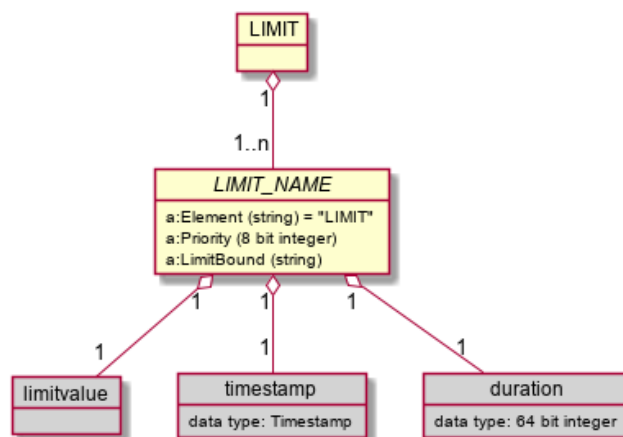 LIMIT
1
1..n
LIMIT_NAME
a:Element (string) = "LIMIT"
a:Priority (8 bit integer)
a:LimitBound (string)
1 1 1
1 1 1
limitvalue timestamp duration
data type: Timestamp data type: 64 bit integer